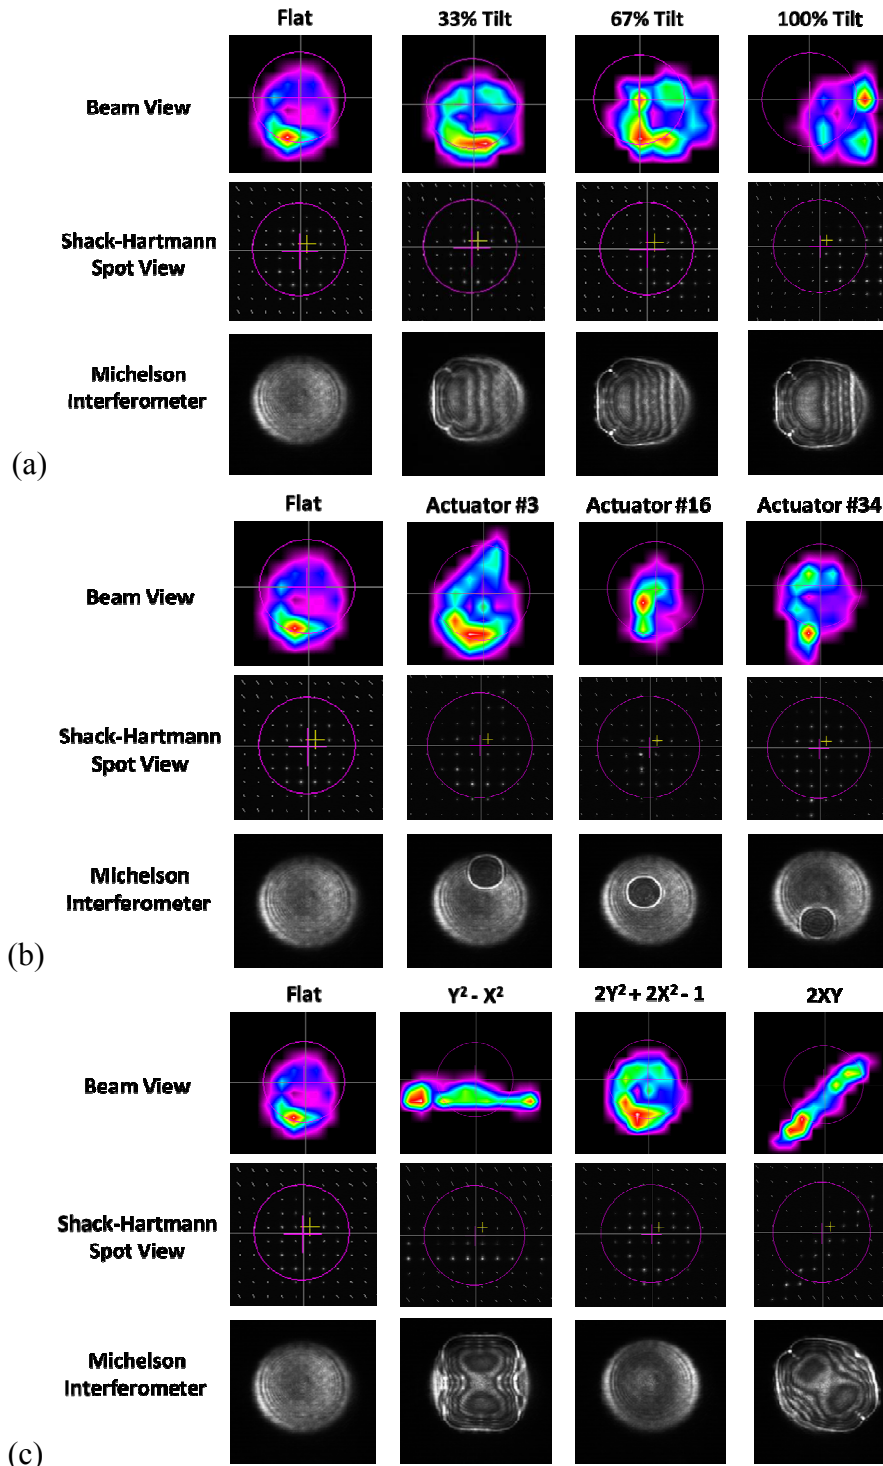 Flat 33% Tilt 67% Tilt 100% Tilt
Beam View
Shack-Hartmann
Spot View
Michelson
Interferometer
(a)
Flat Actuator #3 Actuator #16 Actuator #34
Beam View
Shack-Hartmann
Spot View
Michelson
Interferometer
(b)
Flat Y² - X² 2Y² + 2X² - 1 2XY
Beam View
Shack-Hartmann
Spot View
Michelson
Interferometer
(c)